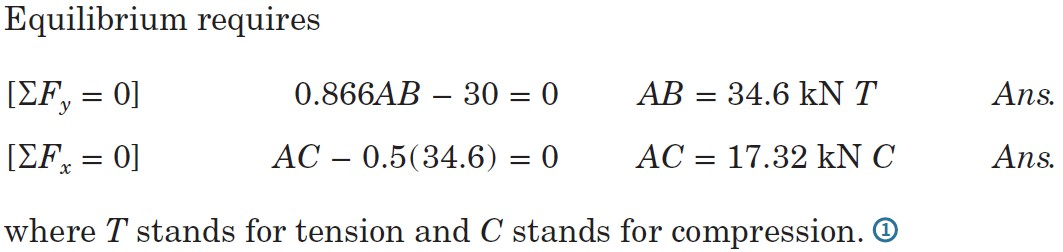 Equilibrium requires
[ΣF_y = 0] 0.866AB − 30 = 0 AB = 34.6 kN T Ans.
[ΣF_x = 0] AC − 0.5(34.6) = 0 AC = 17.32 kN C Ans.
where T stands for tension and C stands for compression. ①